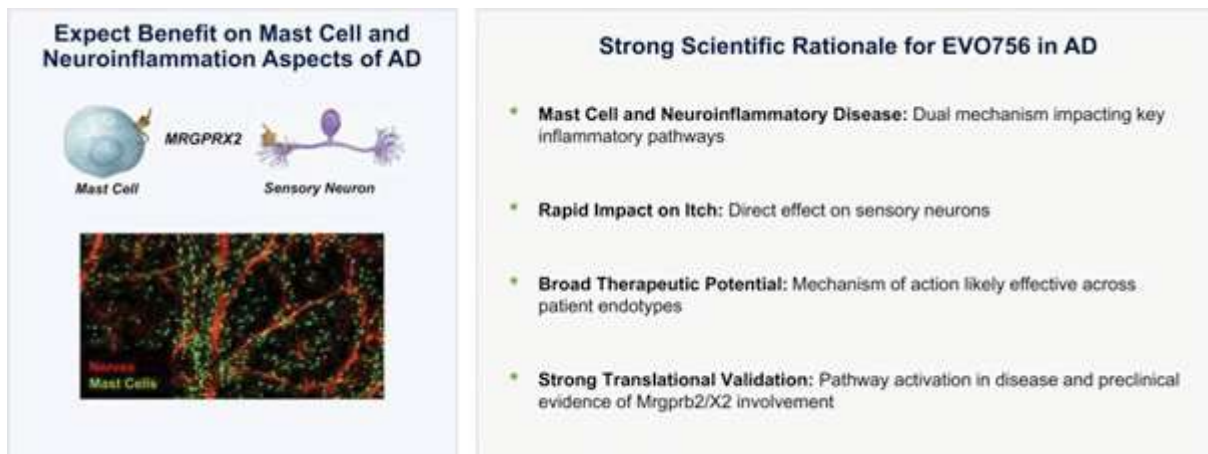 Expect Benefit on Mast Cell and
Neuroinflammation Aspects of AD
MRGPRX2
Mast Cell
Sensory Neuron
Nerves
Mast Cells
Strong Scientific Rationale for EVO756 in AD
• Mast Cell and Neuroinflammatory Disease: Dual mechanism impacting key
inflammatory pathways
• Rapid Impact on Itch: Direct effect on sensory neurons
• Broad Therapeutic Potential: Mechanism of action likely effective across
patient endotypes
• Strong Translational Validation: Pathway activation in disease and preclinical
evidence of Mrgprb2/X2 involvement